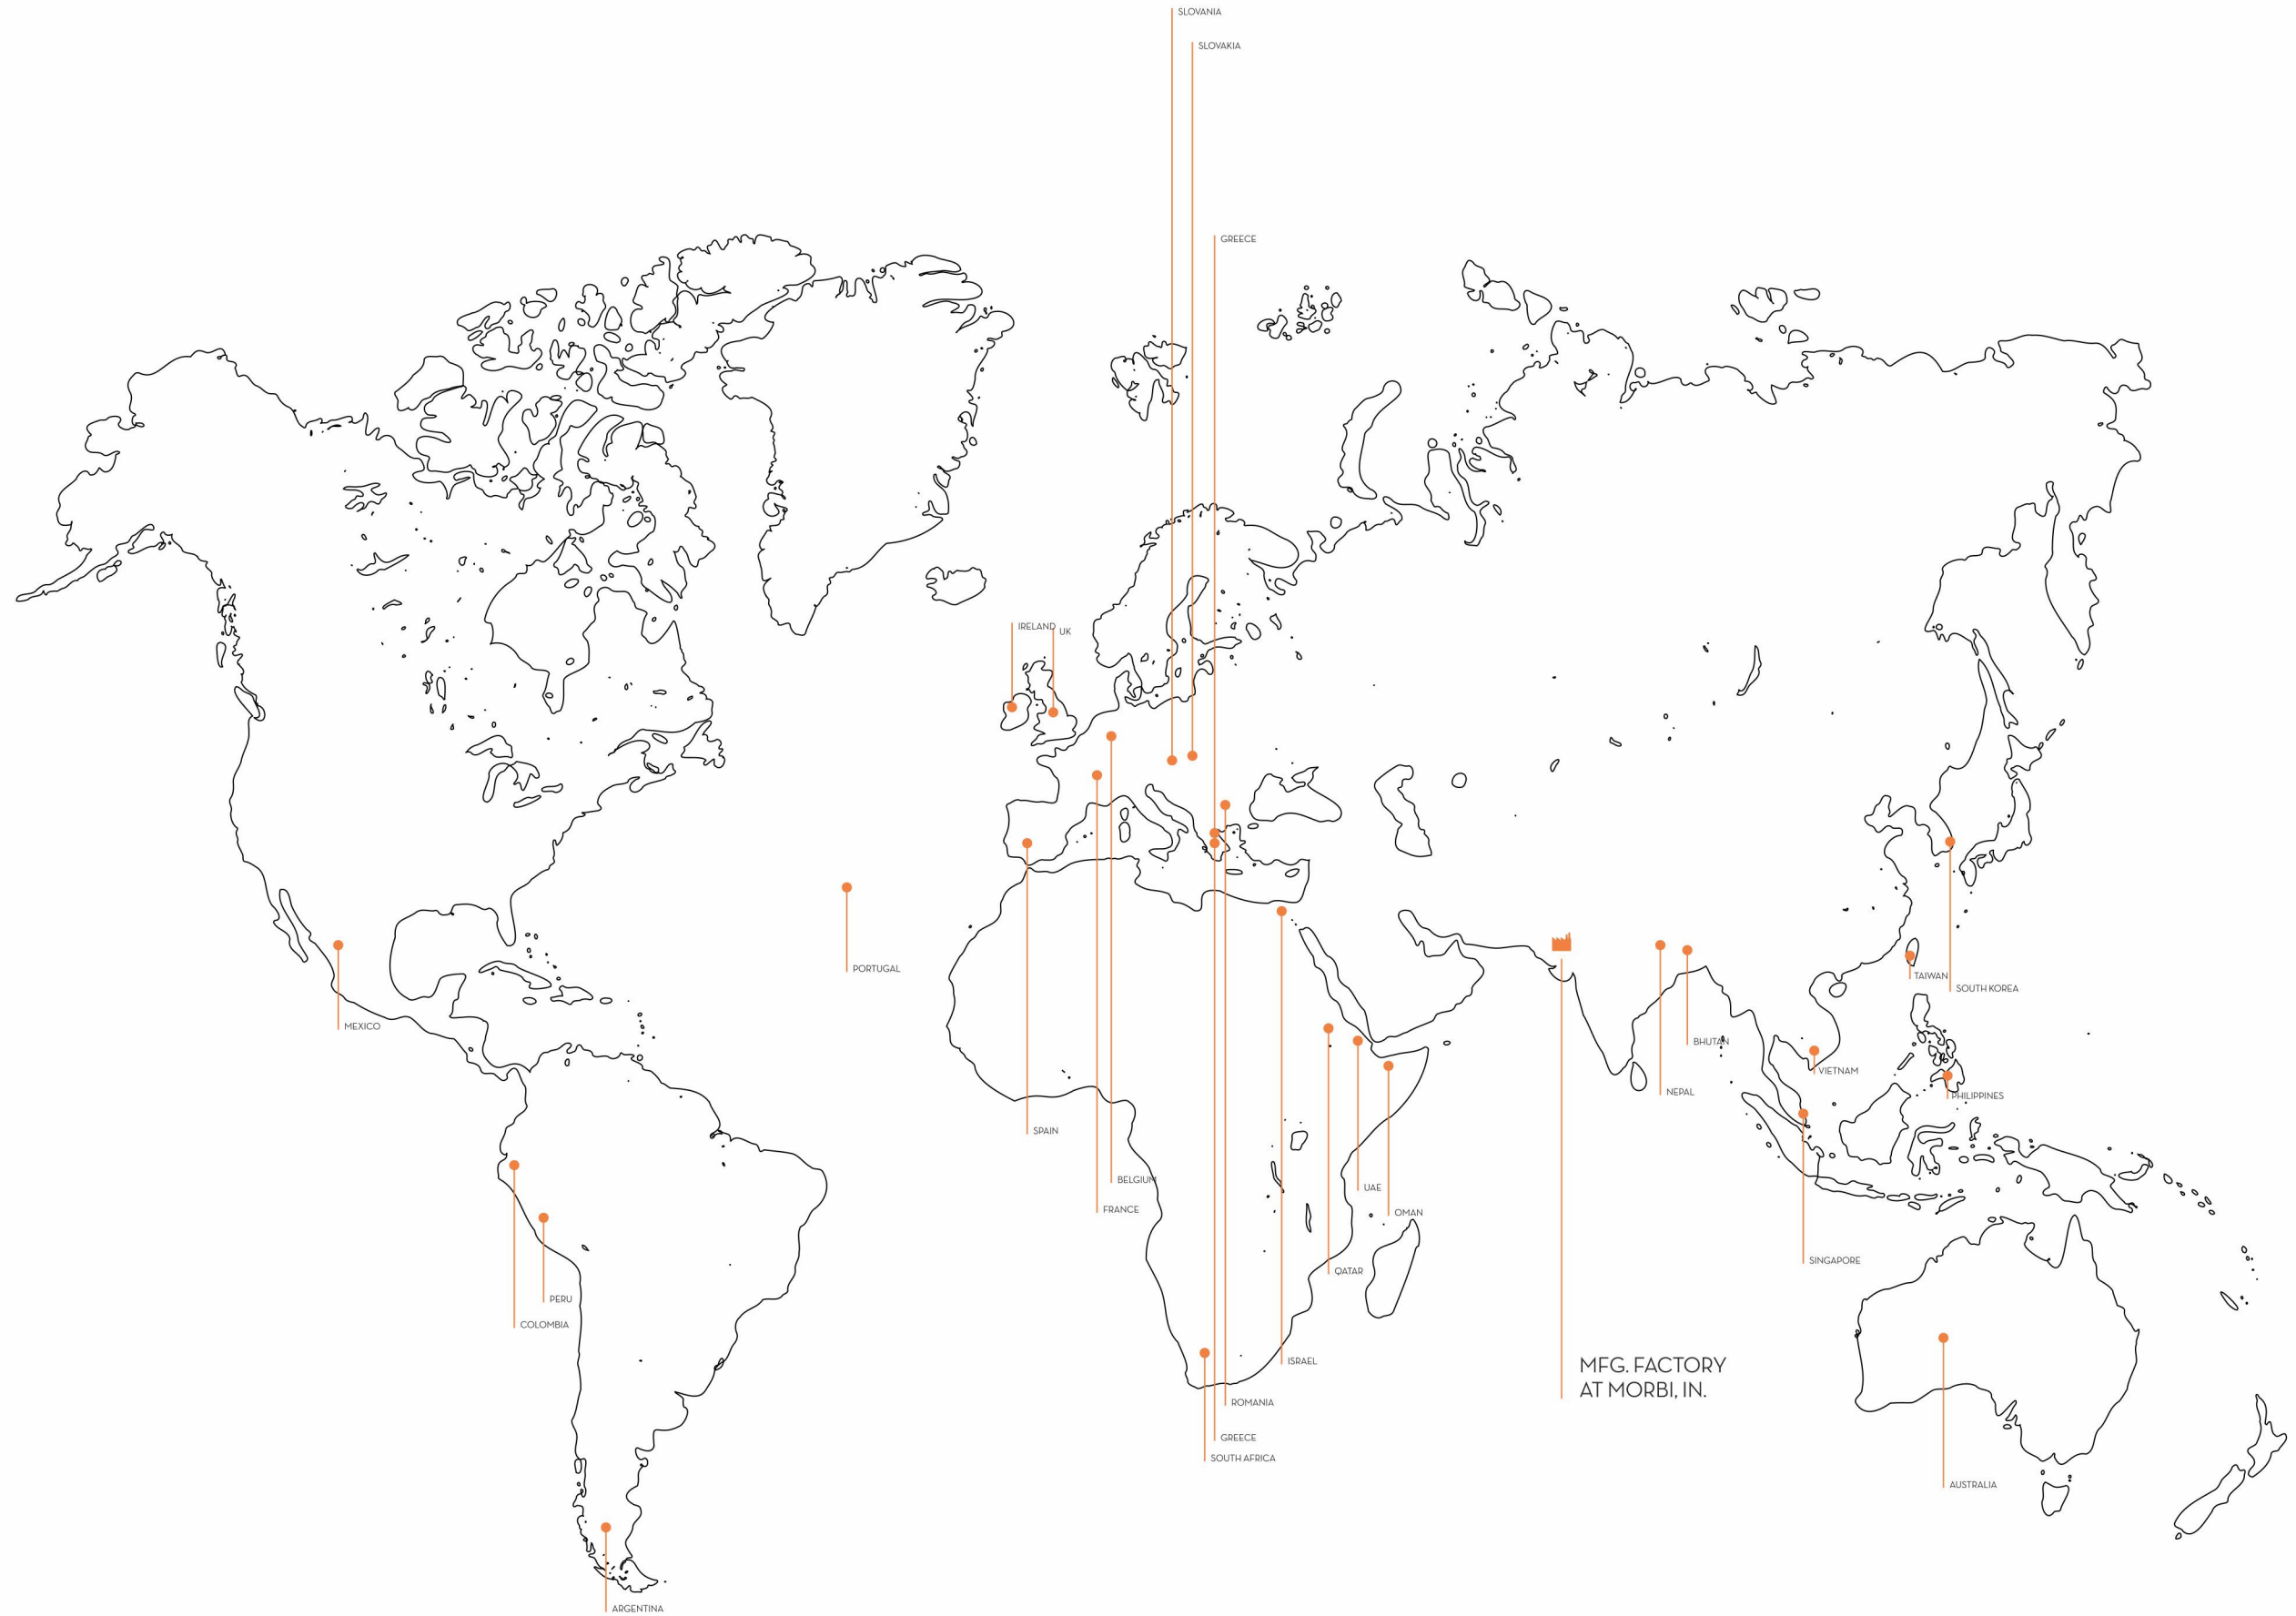 SLOVANIA
SLOVAKIA
GREECE
IRELAND
UK
PORTUGAL
TAIWAN
SOUTH KOREA
MEXICO
BHUTAN
VIETNAM
NEPAL
PHILIPPINES
SPAIN
BELGIUM
UAE
FRANCE
OMAN
SINGAPORE
QATAR
PERU
COLOMBIA
ISRAEL
MFG. FACTORY
AT MORBI, IN.
ROMANIA
GREECE
SOUTH AFRICA
AUSTRALIA
ARGENTINA